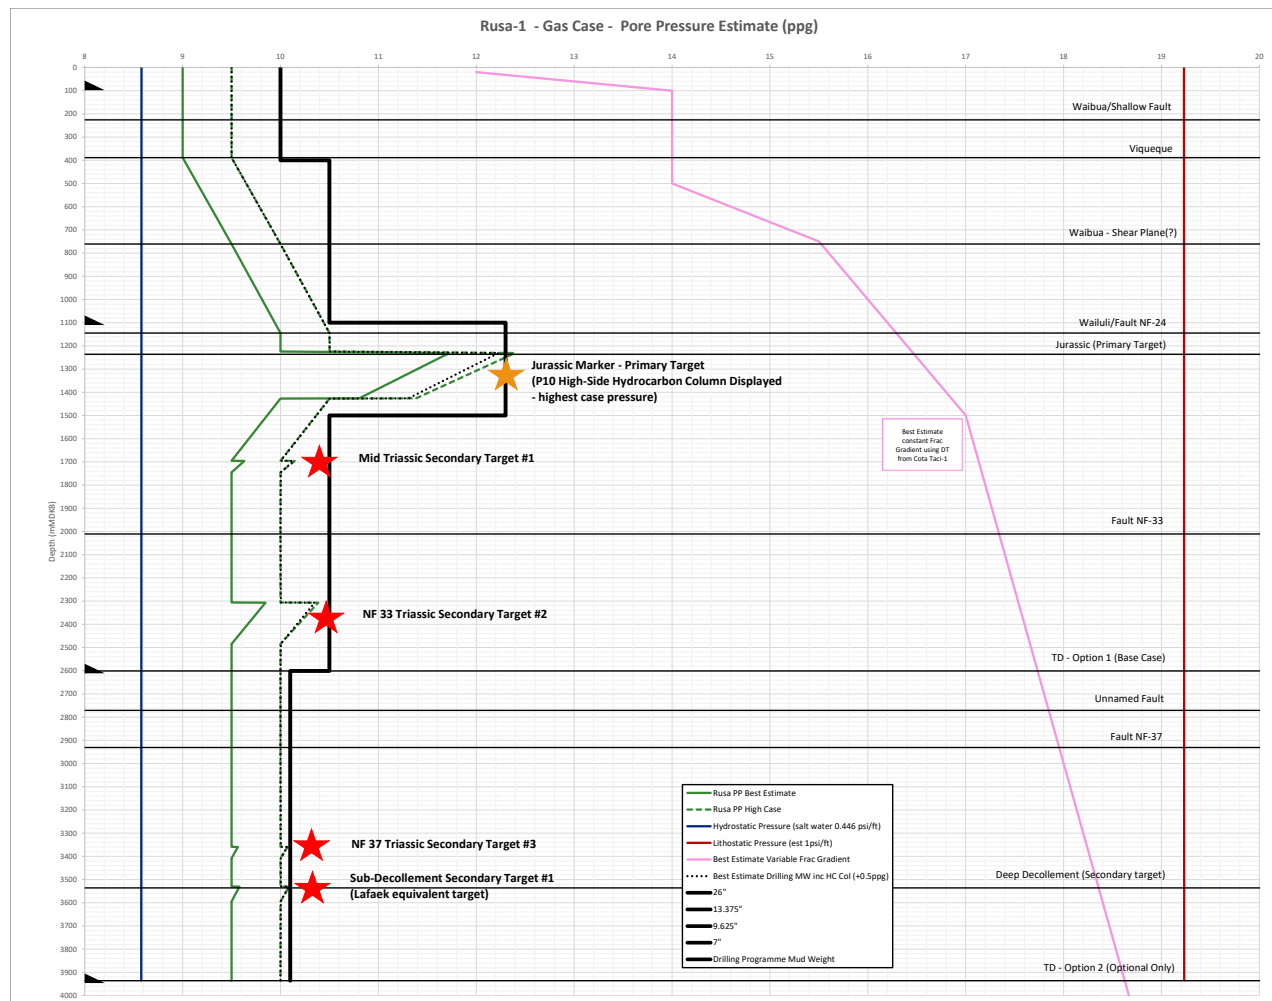 Rusa-1 - Gas Case - Pore Pressure Estimate (ppg)
8 9 10 11 12 13 14 15 16 17 18 19 20
0
100
200
300
400
500
600
700
800
900
1000
1100
1200
1300
1400
1500
1600
1700
1800
1900
2000
2100
2200
2300
2400
2500
2600
2700
2800
2900
3000
3100
3200
3300
3400
3500
3600
3700
3800
3900
4000
Depth (mMDKB)
Waibua/Shallow Fault
Viqueque
Waibua - Shear Plane(?)
Wailuli/Fault NF-24
Jurassic (Primary Target)
Jurassic Marker - Primary Target
(P10 High-Side Hydrocarbon Column Displayed
- highest case pressure)
Best Estimate
constant Frac
Gradient using DT
from Cota Taci-1
Mid Triassic Secondary Target #1
Fault NF-33
NF 33 Triassic Secondary Target #2
TD - Option 1 (Base Case)
Unnamed Fault
Fault NF-37
NF 37 Triassic Secondary Target #3
Sub-Decollement Secondary Target #1
(Lafaek equivalent target)
Deep Decollement (Secondary target)
TD - Option 2 (Optional Only)
Rusa PP Best Estimate
Rusa PP High Case
Hydrostatic Pressure (salt water 0.446 psi/ft)
Lithostatic Pressure (est 1psi/ft)
Best Estimate Variable Frac Gradient
Best Estimate Drilling MW inc HC Col (+0.5ppg)
26"
13.375"
9.625"
7"
Drilling Programme Mud Weight